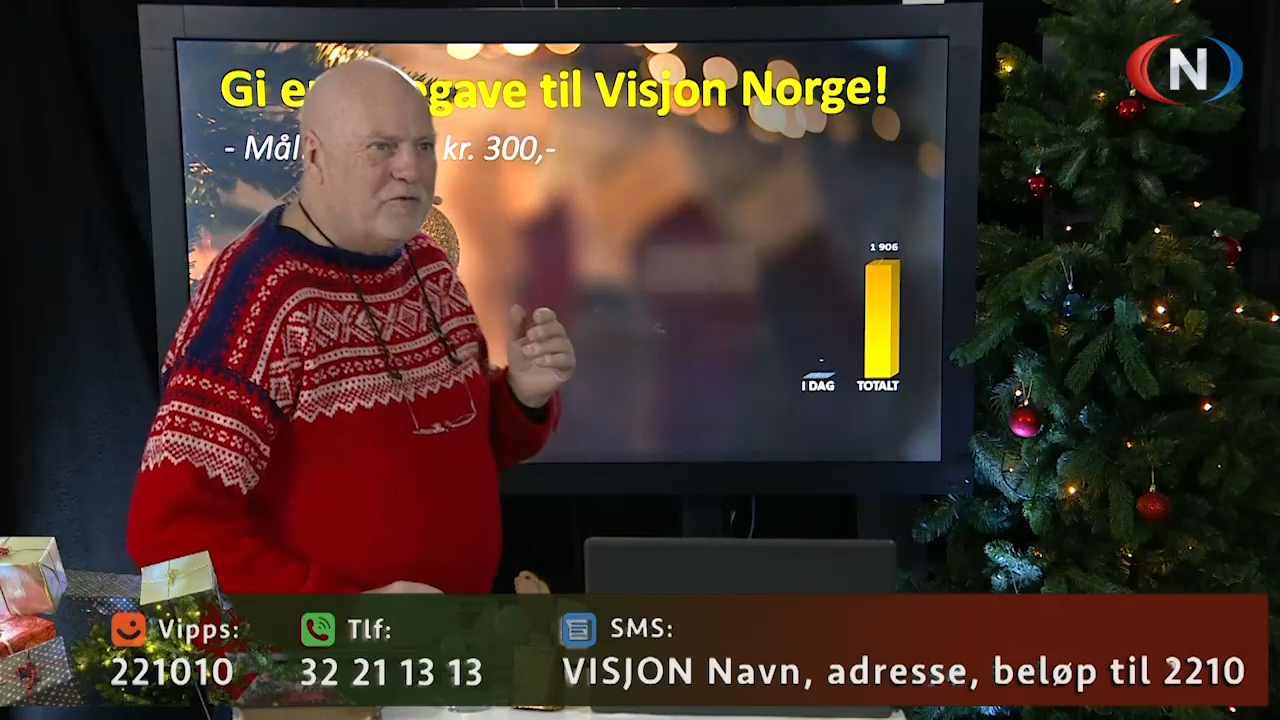 N
Gi en gave til Visjon Norge!
- Mål kr. 300,-
1 906
I DAG
TOTALT
Vipps:
221010
Tlf:
32 21 13 13
SMS:
VISJON Navn, adresse, beløp til 2210